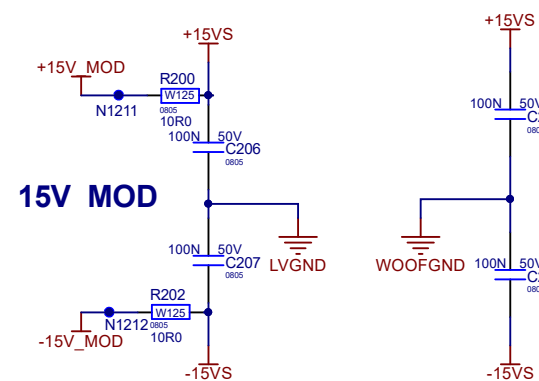 +15VS
+15VS
+15V_MOD
R200
W125
N1211
0805
10R0
100N 50V
C206
0805
100N
15V MOD
LVGND
WOOFGND
100N 50V
C207
0805
100N
R202
W125
N1212
0805
10R0
-15V_MOD
-15VS
-15VS